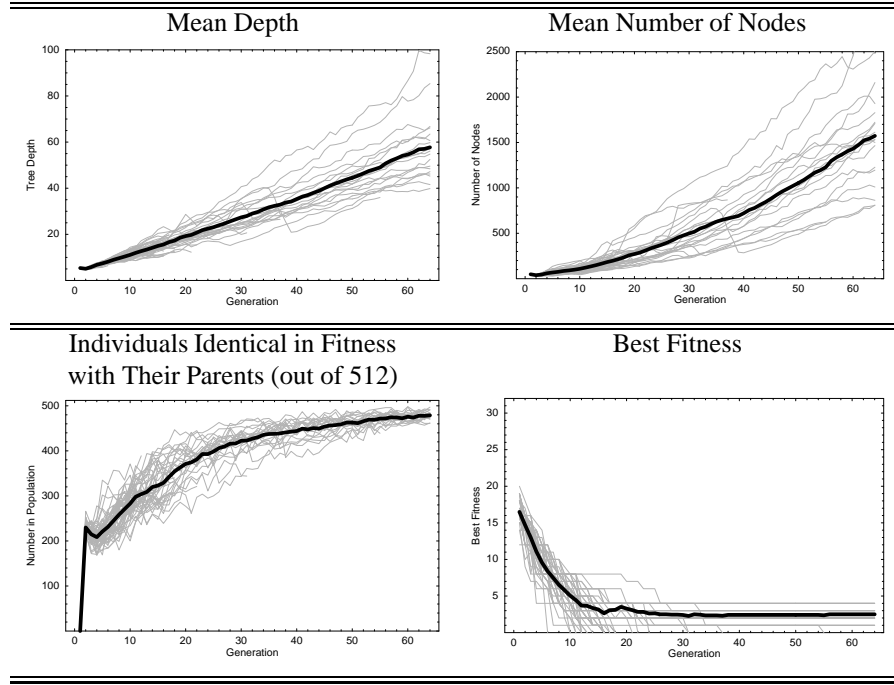 Mean Depth
100
80
60
40
20
0 10 20 30 40 50 60
Tree Depth
Generation
Mean Number of Nodes
2500
2000
1500
1000
500
0 10 20 30 40 50 60
Number of Nodes
Generation
Individuals Identical in Fitness
with Their Parents (out of 512)
500
400
300
200
100
0 10 20 30 40 50 60
Number in Population
Generation
Best Fitness
30
25
20
15
10
5
0 10 20 30 40 50 60
Best Fitness
Generation